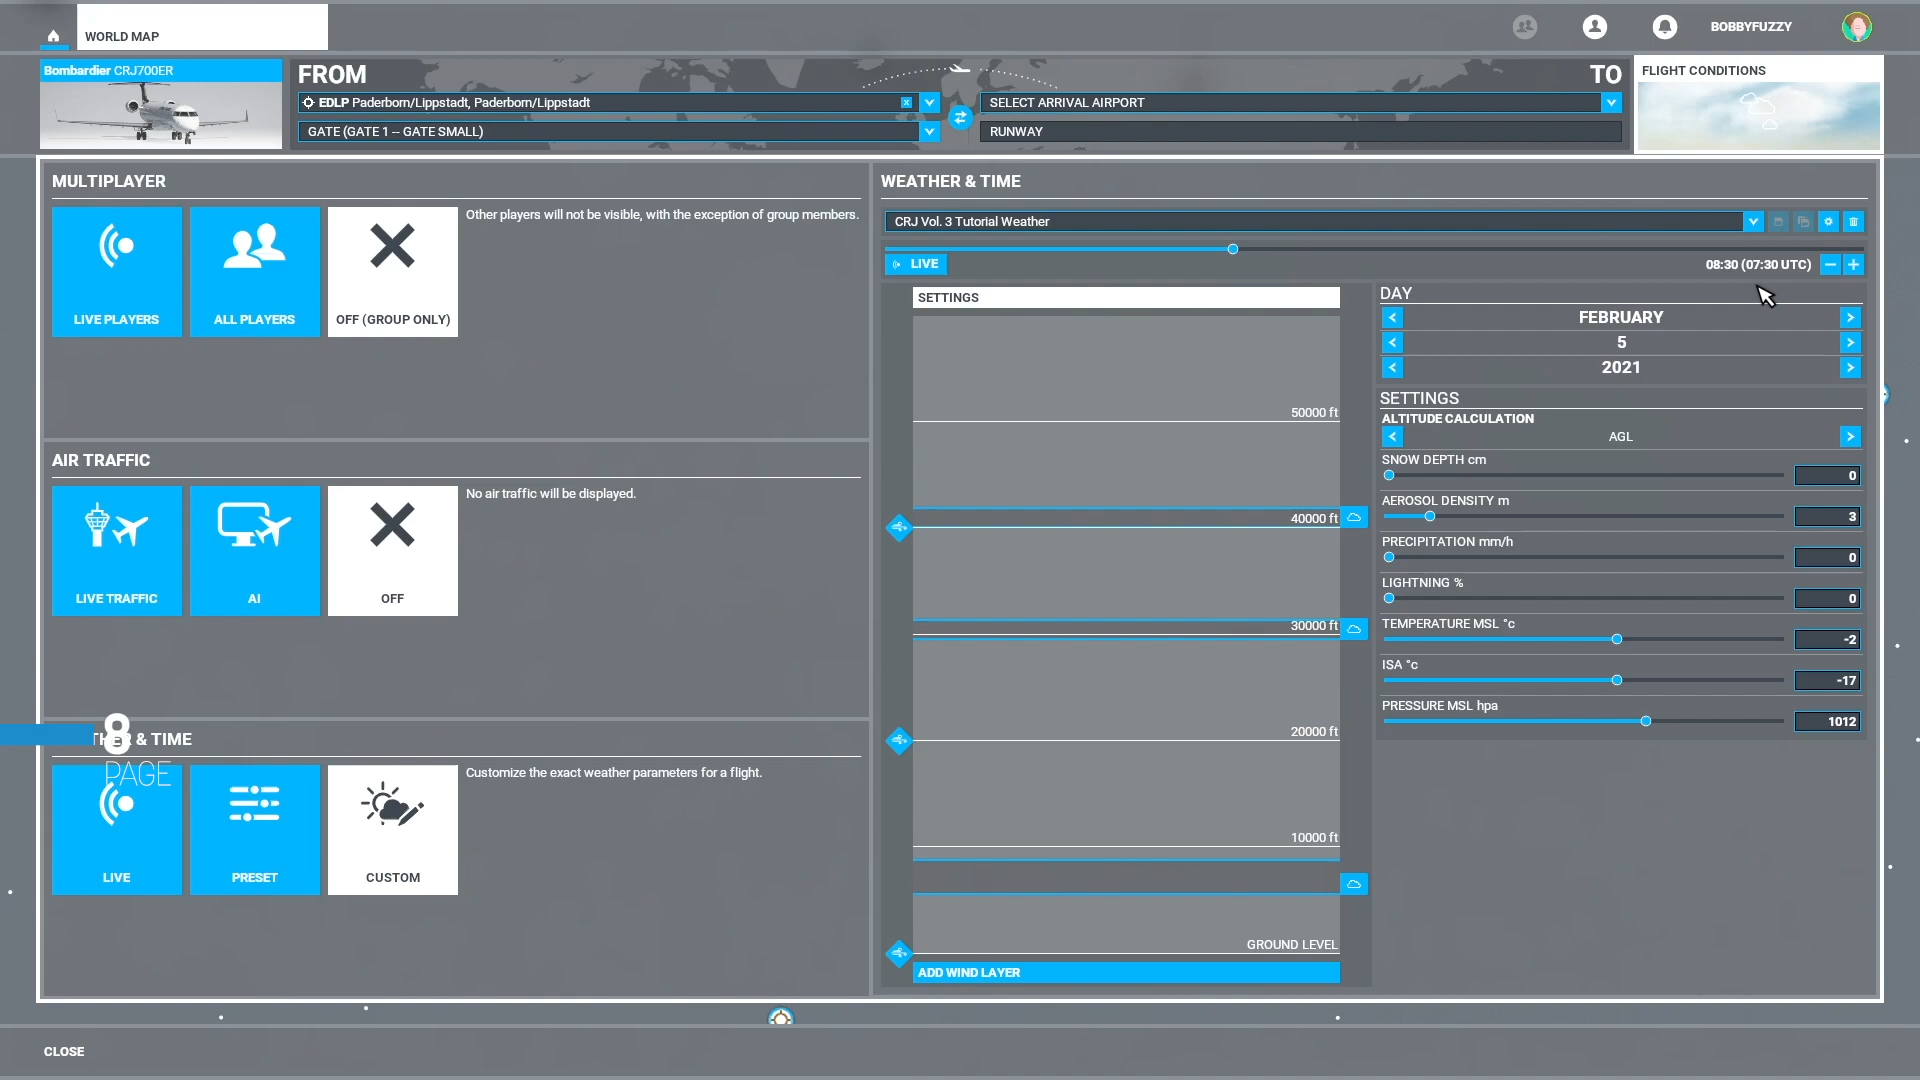 WORLD MAP
BOBBYFUZZY
Bombardier CRJ700ER
FROM
EDLP Paderborn/Lippstadt, Paderborn/Lippstadt
GATE (GATE 1 -- GATE SMALL)
TO
SELECT ARRIVAL AIRPORT
RUNWAY
FLIGHT CONDITIONS
MULTIPLAYER
LIVE PLAYERS
ALL PLAYERS
OFF (GROUP ONLY)
Other players will not be visible, with the exception of group members.
AIR TRAFFIC
LIVE TRAFFIC
AI
OFF
No air traffic will be displayed.
THER & TIME
8
PAGE
LIVE
PRESET
CUSTOM
Customize the exact weather parameters for a flight.
WEATHER & TIME
CRJ Vol. 3 Tutorial Weather
LIVE
08:30 (07:30 UTC)
SETTINGS
50000 ft
40000 ft
30000 ft
20000 ft
10000 ft
GROUND LEVEL
ADD WIND LAYER
DAY
FEBRUARY
5
2021
SETTINGS
ALTITUDE CALCULATION
AGL
SNOW DEPTH cm
0
AEROSOL DENSITY m
3
PRECIPITATION mm/h
0
LIGHTNING %
0
TEMPERATURE MSL °c
-2
ISA °c
-17
PRESSURE MSL hpa
1012
CLOSE